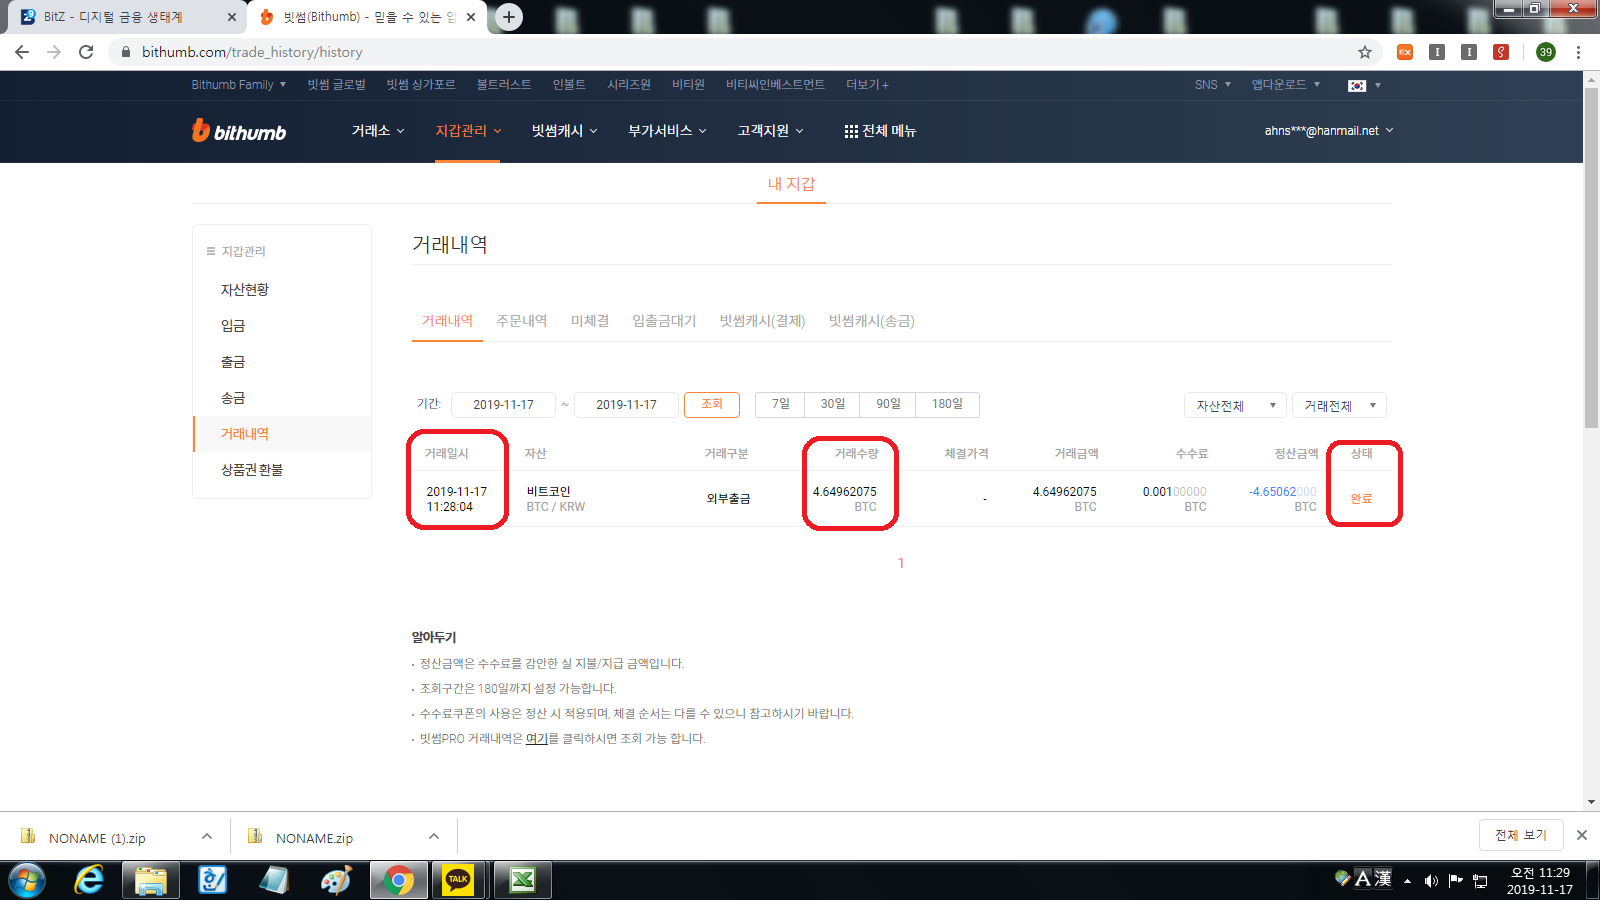 BitZ - 디지털 금융 생태계
빗썸(Bithumb) - 믿을 수 있는 암
bithumb.com/trade_history/history
39
Bithumb Family 빗썸 글로벌 빗썸 싱가포르 볼트러스트 인볼트 시리즈원 비티원 비티씨인베스트먼트 더보기 + SNS 앱다운로드
bithumb 거래소 지갑관리 빗썸캐시 부가서비스 고객지원 전체 메뉴 ahns***@hanmail.net
내 지갑
지갑관리
자산현황
입금
출금
송금
거래내역
상품권 환불
거래내역
거래내역 주문내역 미체결 입출금대기 빗썸캐시(결제) 빗썸캐시(송금)
기간: 2019-11-17 ~ 2019-11-17 조회 7일 30일 90일 180일 자산전체 거래전체
거래일시 자산 거래구분 거래수량 체결가격 거래금액 수수료 정산금액 상태
2019-11-17 비트코인 외부출금 4.64962075 - 4.64962075 0.00100000 -4.65062000 완료
11:28:04 BTC / KRW BTC BTC BTC BTC
1
알아두기
· 정산금액은 수수료를 감안한 실 지불/지급 금액입니다.
· 조회구간은 180일까지 설정 가능합니다.
· 수수료쿠폰의 사용은 정산 시 적용되며, 체결 순서는 다를 수 있으니 참고하시기 바랍니다.
· 빗썸PRO 거래내역은 여기를 클릭하시면 조회 가능 합니다.
NONAME (1).zip NONAME.zip 전체 보기
TALK
A 漢
오전 11:29
2019-11-17